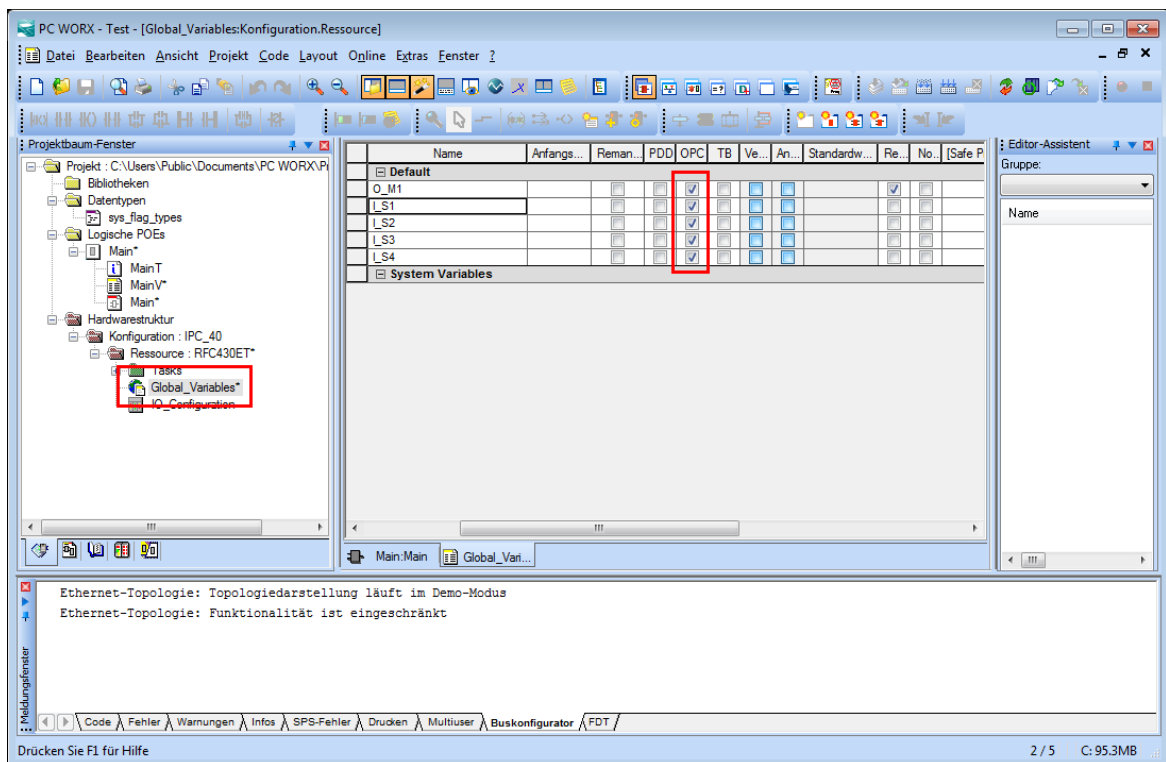 PC WORX - Test - [Global_Variables:Konfiguration.Ressource]
Datei Bearbeiten Ansicht Projekt Code Layout Online Extras Fenster ?
Projektbaum-Fenster
Projekt : C:\Users\Public\Documents\PC WORX\Pr
Bibliotheken
Datentypen
sys_flag_types
Logische POEs
Main*
MainT
MainV*
Main*
Hardwarestruktur
Konfiguration : IPC_40
Ressource : RFC430ET*
Tasks
Global_Variables*
IO_Configuration
Name Anfangs... Reman... PDD OPC TB Ve... An... Standardw... Re... No... [Safe P
Default
O_M1
I_S1
I_S2
I_S3
I_S4
System Variables
Main:Main Global_Vari...
Editor-Assistent
Gruppe:
Name
Ethernet-Topologie: Topologiedarstellung läuft im Demo-Modus
Ethernet-Topologie: Funktionalität ist eingeschränkt
Meldungsfenster
Code Fehler Warnungen Infos SPS-Fehler Drucken Multiuser Buskonfigurator FDT
Drücken Sie F1 für Hilfe 2 / 5 C: 95.3MB